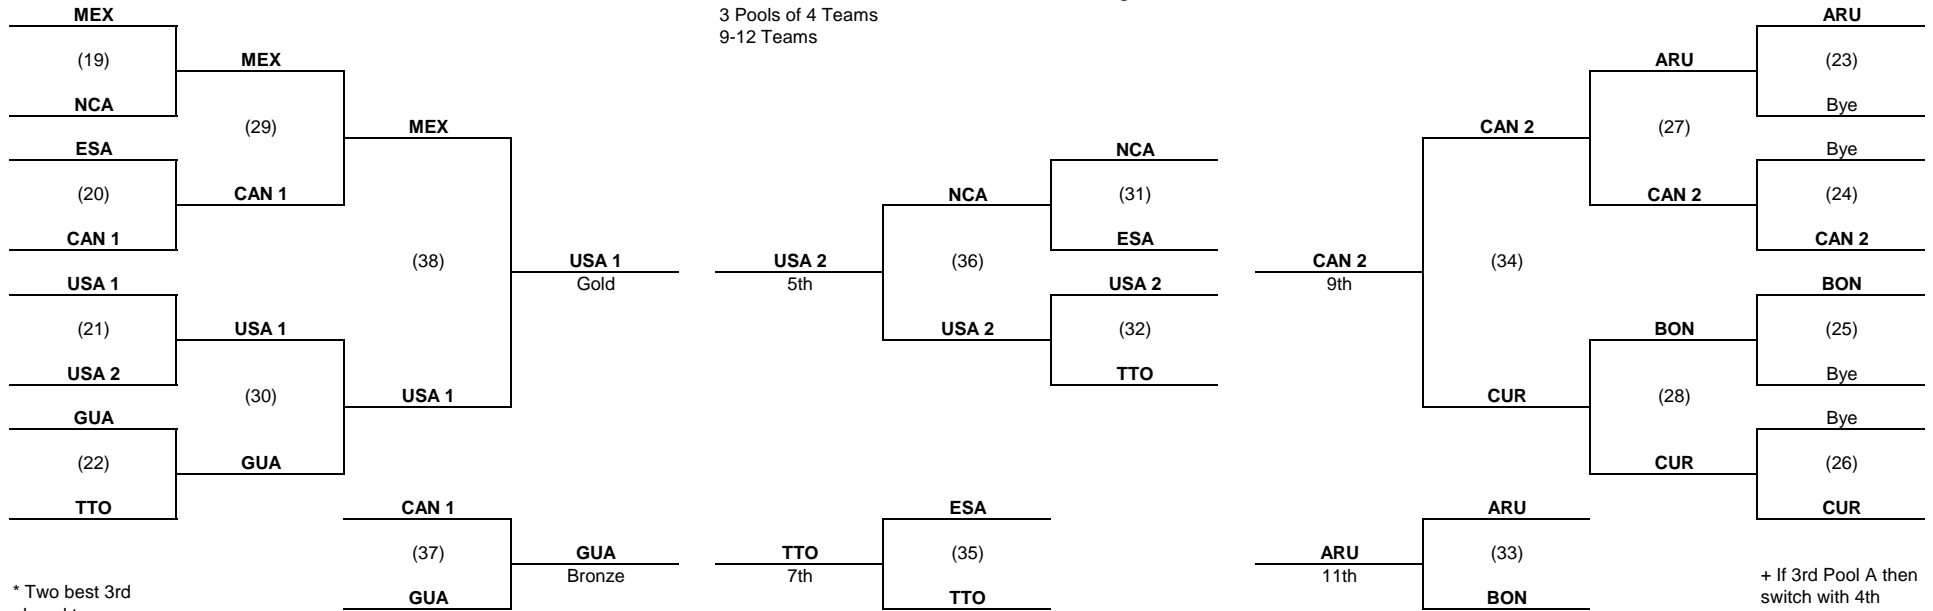 3 Pools of 4 Teams
9-12 Teams
MEX
(19)
NCA
ESA
(20)
CAN 1
USA 1
(21)
USA 2
GUA
(22)
TTO
MEX
(29)
CAN 1
USA 1
(30)
GUA
MEX
(38)
USA 1
USA 1
Gold
CAN 1
(37)
GUA
GUA
Bronze
USA 2
5th
NCA
(36)
USA 2
NCA
(31)
ESA
USA 2
(32)
TTO
TTO
7th
ESA
(35)
TTO
CAN 2
9th
CAN 2
(34)
CUR
ARU
(27)
CAN 2
BON
(28)
CUR
ARU
(23)
Bye
Bye
(24)
CAN 2
BON
(25)
Bye
Bye
(26)
CUR
ARU
11th
ARU
(33)
BON
* Two best 3rd
+ If 3rd Pool A then
switch with 4th